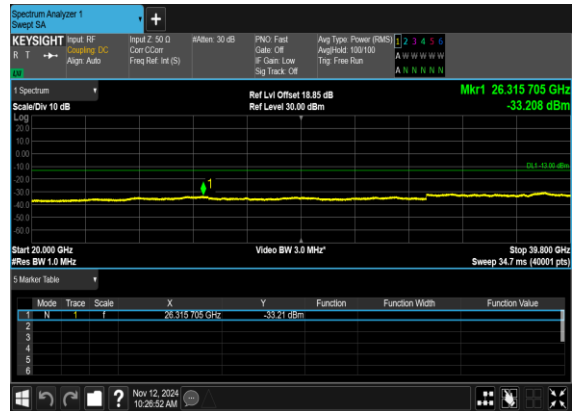 Spectrum Analyzer 1
Swept SA
+
KEYSIGHT Input: RF Input Z: 50 Ω #Atten: 30 dB PNO: Fast Avg Type: Power (RMS) 1 2 3 4 5 6
R T Coupling: DC Corr CCorr Gate: Off Avg|Hold: 100/100 A W W W W W
Align: Auto Freq Ref: Int (S) IF Gain: Low Trig: Free Run
Sig Track: Off A N N N N N
1 Spectrum Ref Lvl Offset 18.85 dB Mkr1 26.315 705 GHz
Scale/Div 10 dB Ref Level 30.00 dBm -33.208 dBm
Log
20.0
10.0
0.00
-10.0
DL1 -13.00 dBm
-20.0
1
-30.0
-40.0
-50.0
-60.0
Start 20.000 GHz Video BW 3.0 MHz* Stop 39.800 GHz
#Res BW 1.0 MHz Sweep 34.7 ms (40001 pts)
5 Marker Table
Mode Trace Scale X Y Function Function Width Function Value
1 N 1 f 26.315 705 GHz -33.21 dBm
2
3
4
5
6
? Nov 12, 2024
10:26:52 AM